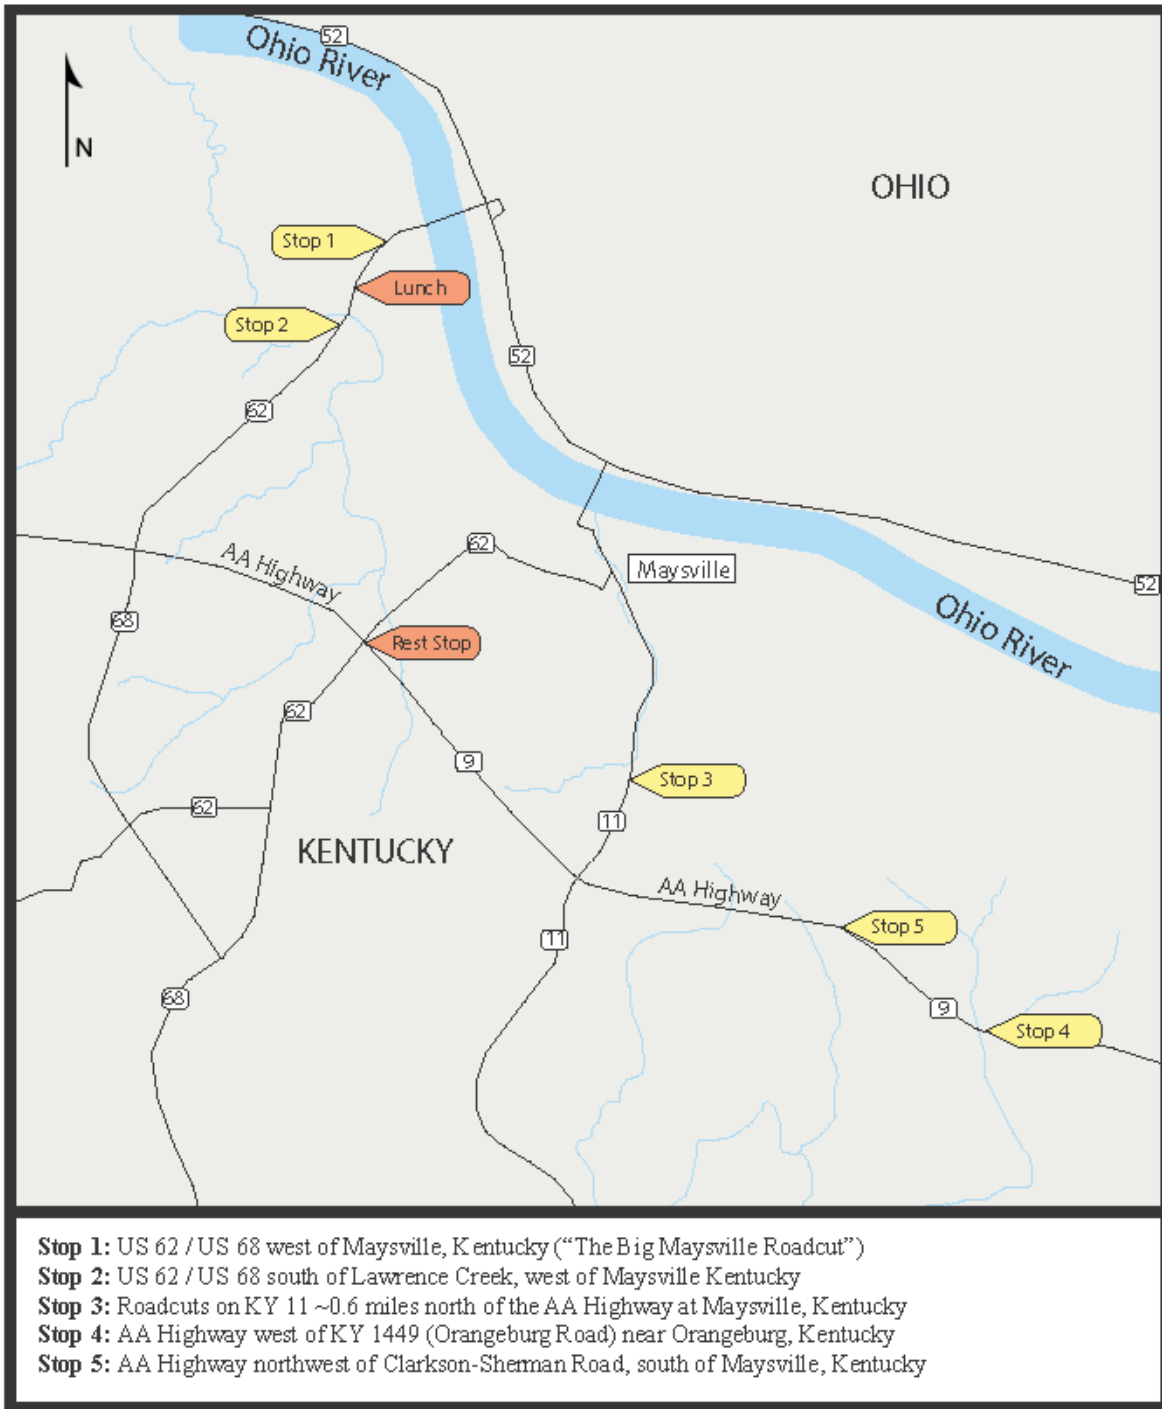 52
Ohio River
N
OHIO
Stop 1
Lunch
Stop 2
52
62
62
AA Highway
Maysville
52
68
Ohio River
Rest Stop
62
9
Stop 3
62
11
KENTUCKY
AA Highway
Stop 5
11
68
9
Stop 4
Stop 1: US 62 / US 68 west of Maysville, Kentucky (“The Big Maysville Roadcut”)
Stop 2: US 62 / US 68 south of Lawrence Creek, west of Maysville Kentucky
Stop 3: Roadcuts on KY 11 ~0.6 miles north of the AA Highway at Maysville, Kentucky
Stop 4: AA Highway west of KY 1449 (Orangeburg Road) near Orangeburg, Kentucky
Stop 5: AA Highway northwest of Clarkson-Sherman Road, south of Maysville, Kentucky